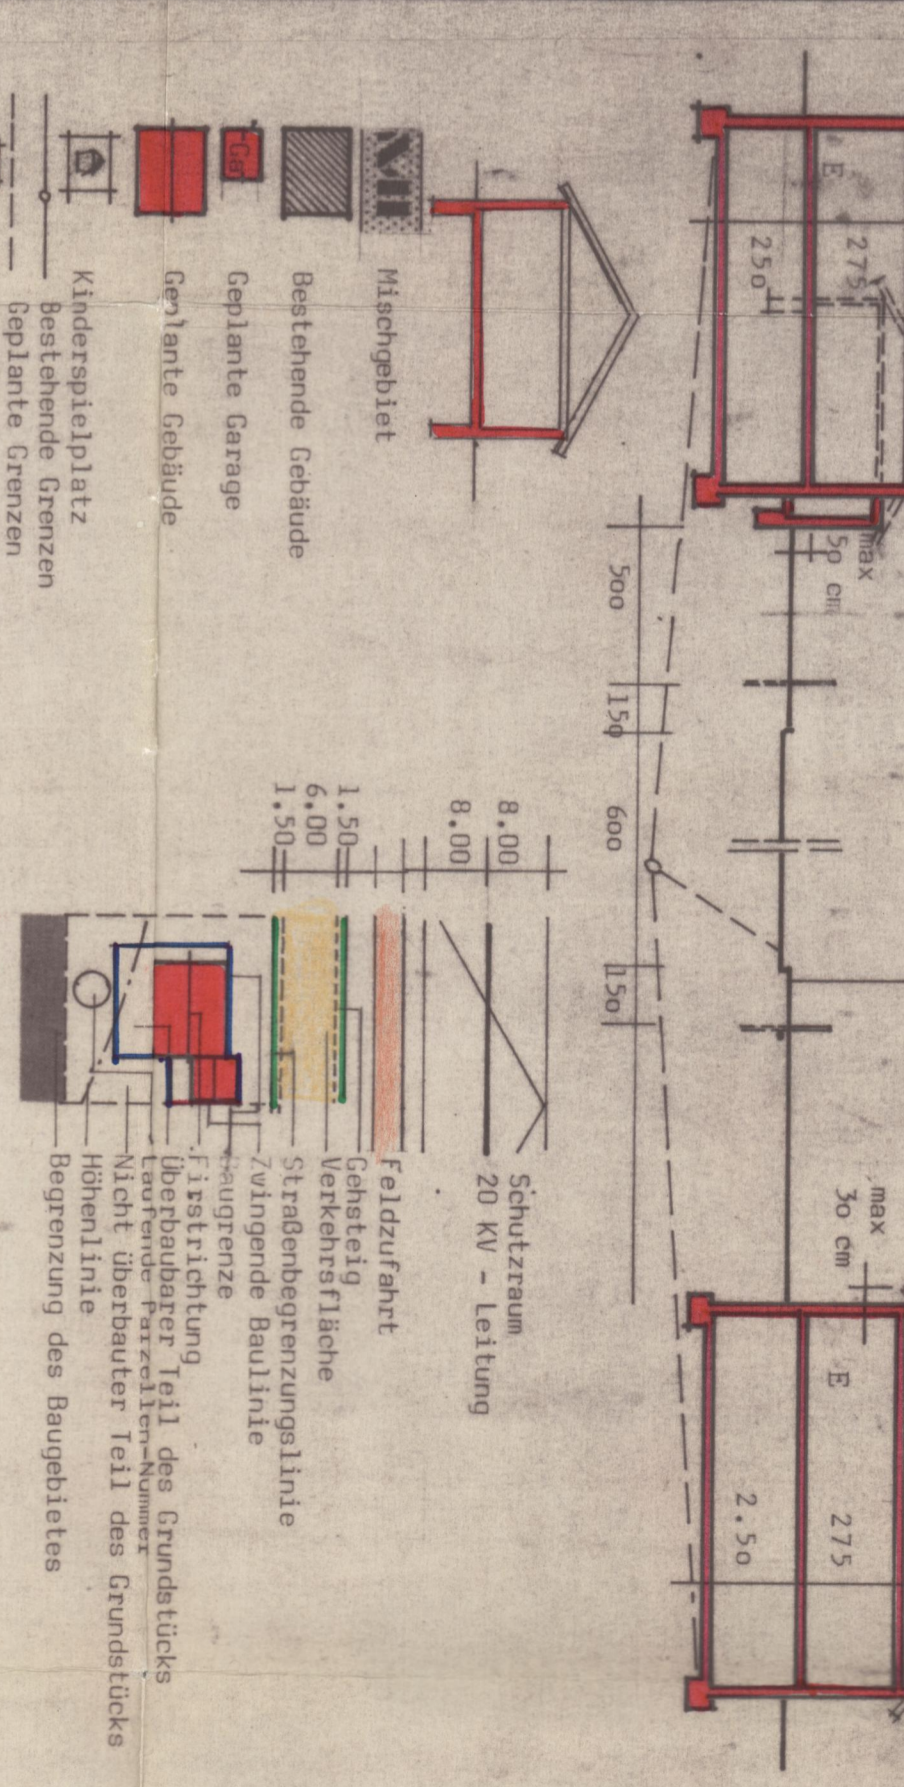 E
275
250
max
50 cm
500
150
600
150
max
30 cm
E
275
2.50
MI
Mischgebiet
Bestehende Gebäude
Ga
Geplante Garage
Geplante Gebäude
Kinderspielplatz
Bestehende Grenzen
Geplante Grenzen
8.00
8.00
1.50
6.00
1.50
Schutzraum
20 KV - Leitung
Feldzufahrt
Gehsteig
Verkehrsfläche
Straßenbegrenzungslinie
Zwingende Baulinie
Baugrenze
Firstrichtung
Überbaubarer Teil des Grundstücks
Laufende Parzellen-Nummer
Nicht überbauter Teil des Grundstücks
Höhenlinie
Begrenzung des Baugebietes